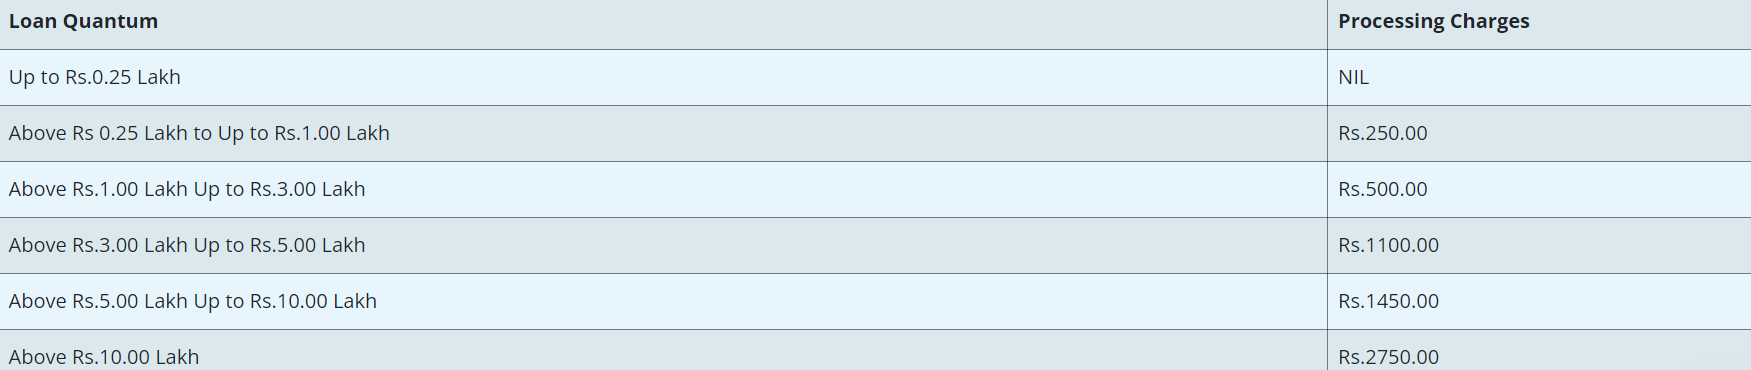 Loan Quantum Processing Charges
Up to Rs.0.25 Lakh NIL
Above Rs 0.25 Lakh to Up to Rs.1.00 Lakh Rs.250.00
Above Rs.1.00 Lakh Up to Rs.3.00 Lakh Rs.500.00
Above Rs.3.00 Lakh Up to Rs.5.00 Lakh Rs.1100.00
Above Rs.5.00 Lakh Up to Rs.10.00 Lakh Rs.1450.00
Above Rs.10.00 Lakh Rs.2750.00